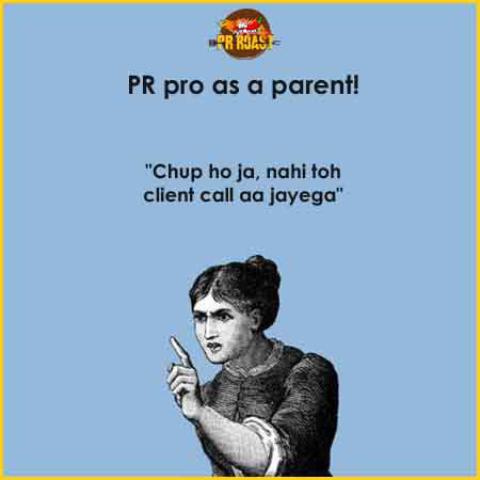 PR ROAST
PR pro as a parent!
"Chup ho ja, nahi toh
client call aa jayega"